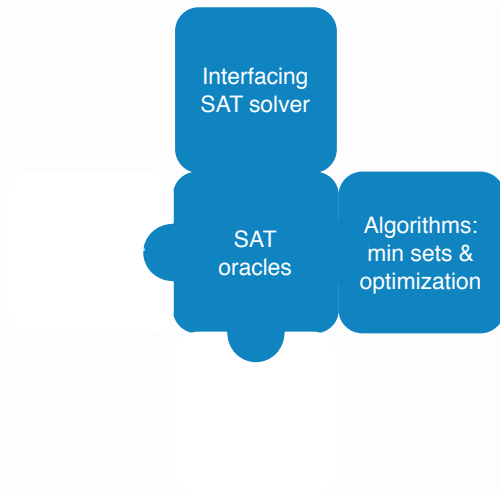 Interfacing
SAT solver
SAT
oracles
Algorithms:
min sets &
optimization